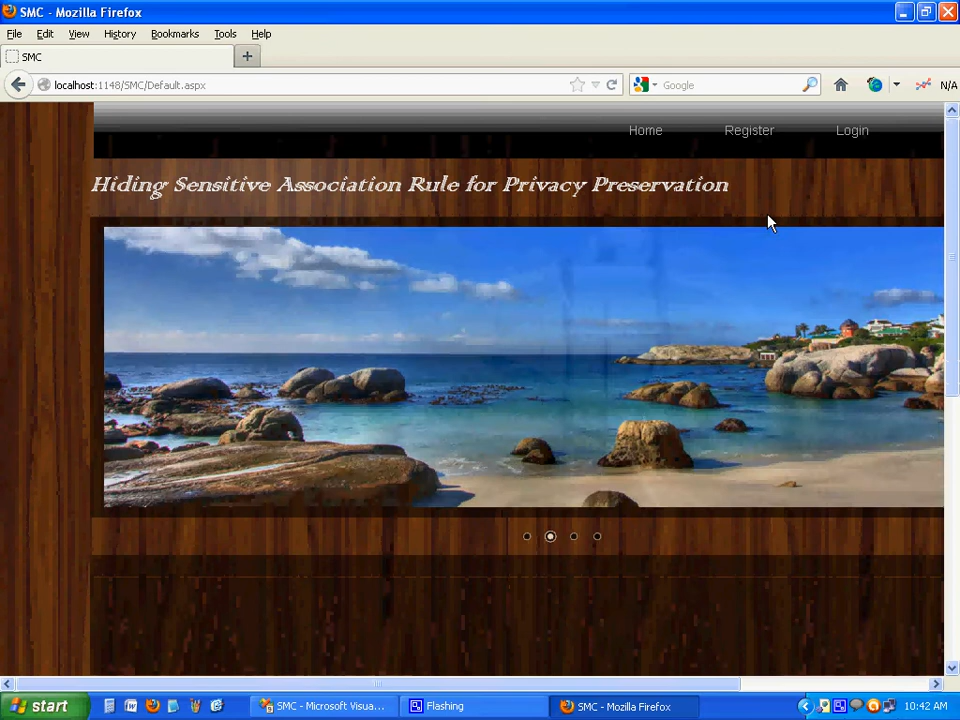 SMC - Mozilla Firefox
File Edit View History Bookmarks Tools Help
SMC
localhost:1148/SMC/Default.aspx
Google
N/A
Home Register Login
Hiding Sensitive Association Rule for Privacy Preservation
start
SMC - Microsoft Visua...
Flashing
SMC - Mozilla Firefox
10:42 AM